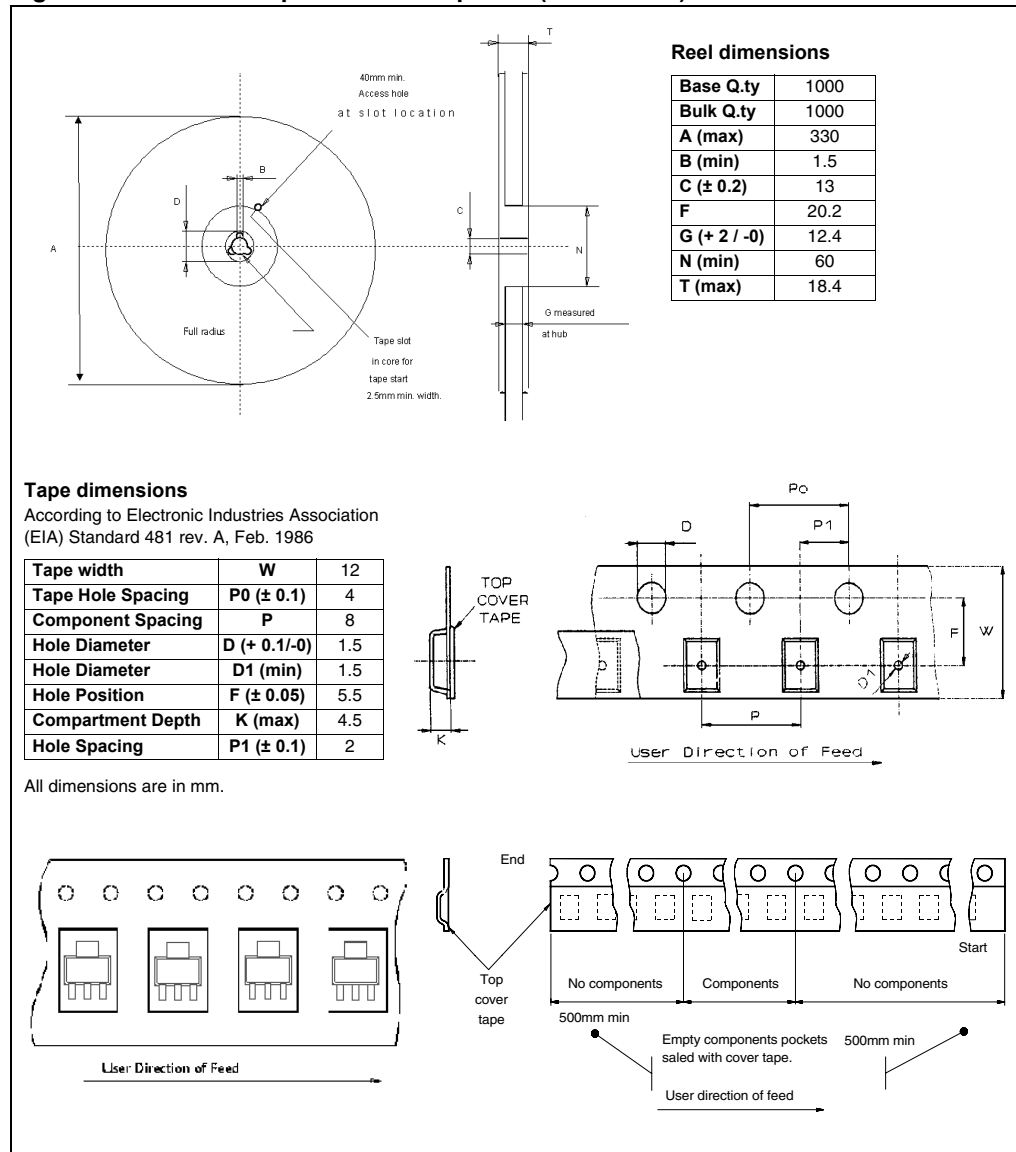 T
40mm min.
Access hole
at slot location
B
D
A
C
N
G measured
at hub
Full radius
Tape slot
in core for
tape start
2.5mm min. width.
Reel dimensions
Base Q.ty 1000
Bulk Q.ty 1000
A (max) 330
B (min) 1.5
C (± 0.2) 13
F 20.2
G (+ 2 / -0) 12.4
N (min) 60
T (max) 18.4
Tape dimensions
According to Electronic Industries Association
(EIA) Standard 481 rev. A, Feb. 1986
Tape width W 12
Tape Hole Spacing P0 (± 0.1) 4
Component Spacing P 8
Hole Diameter D (+ 0.1/-0) 1.5
Hole Diameter D1 (min) 1.5
Hole Position F (± 0.05) 5.5
Compartment Depth K (max) 4.5
Hole Spacing P1 (± 0.1) 2
All dimensions are in mm.
TOP
COVER
TAPE
K
Po
D
P1
F
W
D1
P
User Direction of Feed
User Direction of Feed
End
Start
Top
cover
tape
No components
Components
No components
500mm min
Empty components pockets
saled with cover tape.
500mm min
User direction of feed